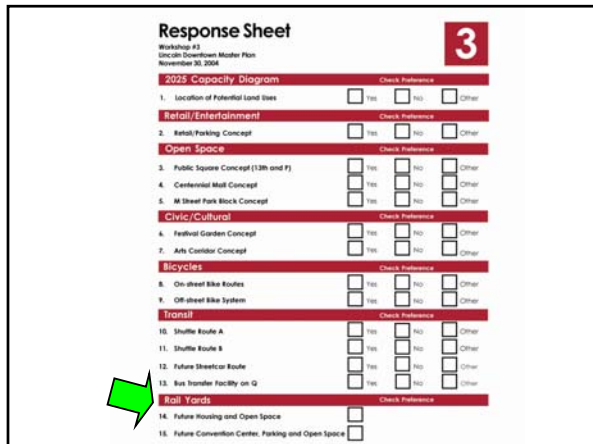 Response Sheet
Workshop #3
Lincoln Downtown Master Plan
November 30, 2004
3
2025 Capacity Diagram Check Preference
1. Location of Potential Land Uses Yes No Other
Retail/Entertainment Check Preference
2. Retail/Parking Concept Yes No Other
Open Space Check Preference
3. Public Square Concept (13th and P) Yes No Other
4. Centennial Mall Concept Yes No Other
5. M Street Park Block Concept Yes No Other
Civic/Cultural Check Preference
6. Festival Garden Concept Yes No Other
7. Arts Corridor Concept Yes No Other
Bicycles Check Preference
8. On-street Bike Routes Yes No Other
9. Off-street Bike System Yes No Other
Transit Check Preference
10. Shuttle Route A Yes No Other
11. Shuttle Route B Yes No Other
12. Future Streetcar Route Yes No Other
13. Bus Transfer Facility on Q Yes No Other
Rail Yards Check Preference
14. Future Housing and Open Space
15. Future Convention Center, Parking and Open Space